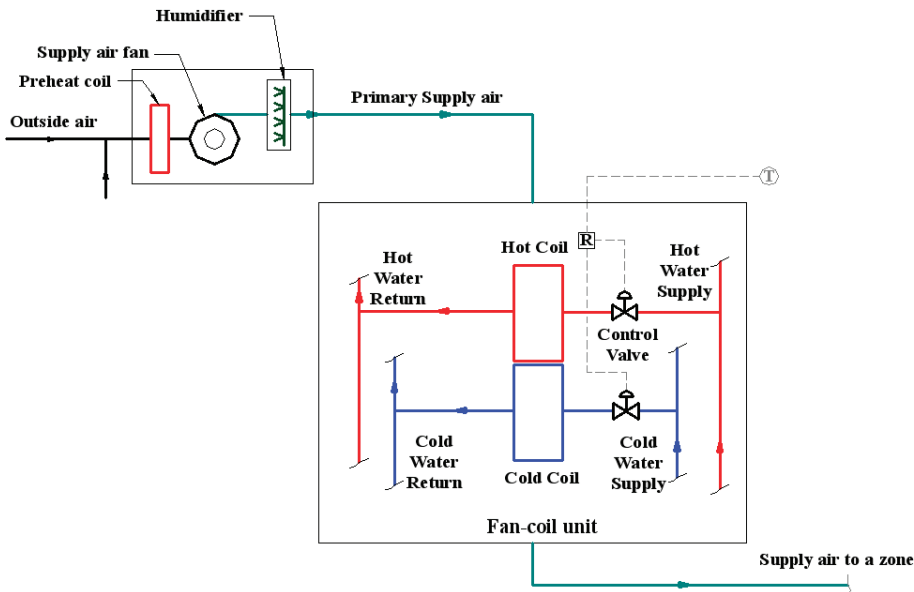 Humidifier
Supply air fan
Preheat coil
Outside air
Primary Supply air
T
R
Hot Coil
Hot
Water
Return
Hot
Water
Supply
Control
Valve
Cold
Water
Return
Cold Coil
Cold
Water
Supply
Fan-coil unit
Supply air to a zone